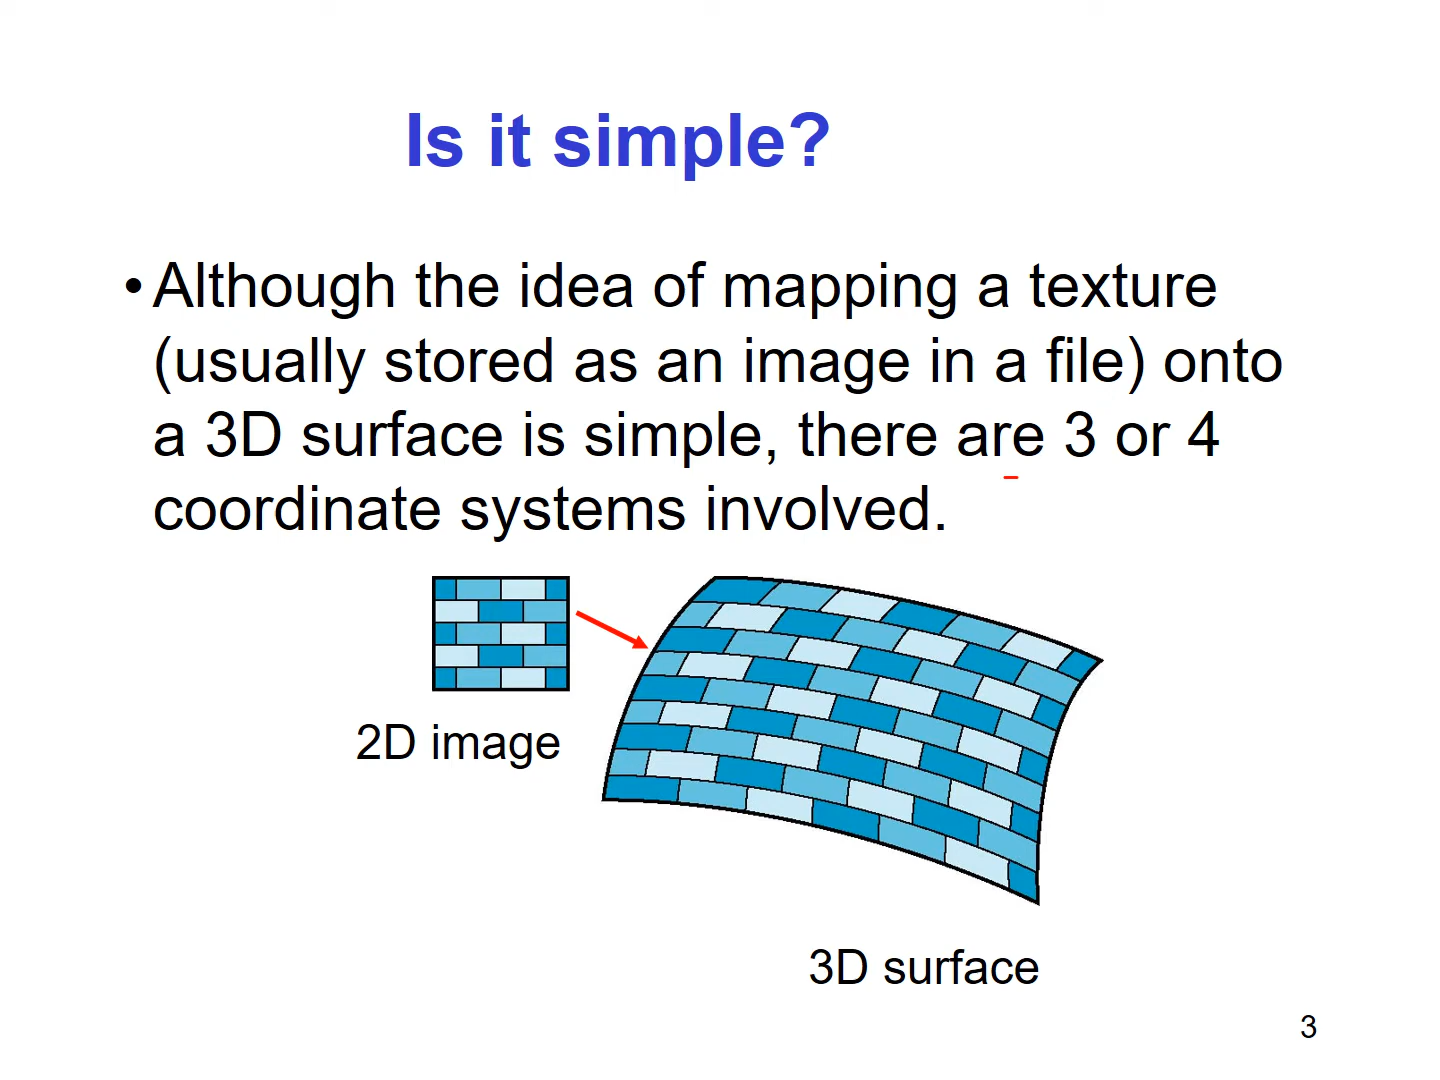 Is it simple?
• Although the idea of mapping a texture
(usually stored as an image in a file) onto
a 3D surface is simple, there are 3 or 4
coordinate systems involved.
2D image
3D surface
3